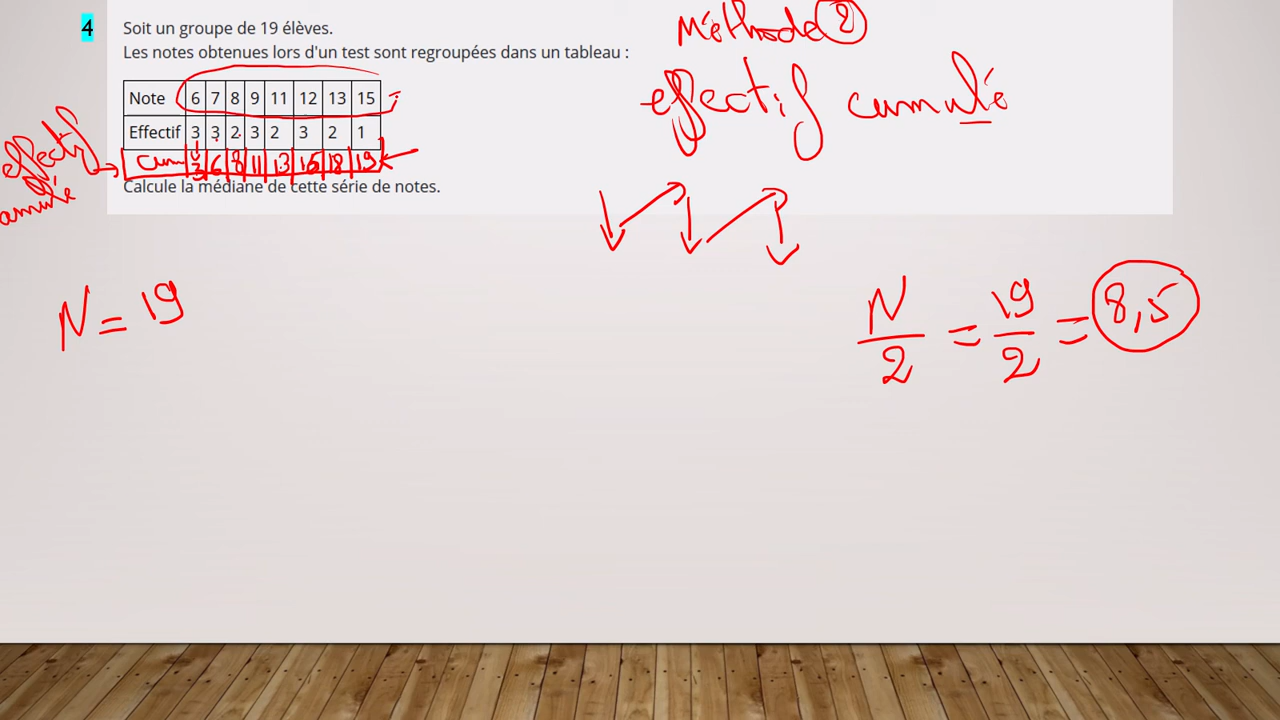 4
Soit un groupe de 19 élèves.
Les notes obtenues lors d'un test sont regroupées dans un tableau :
Note 6 7 8 9 11 12 13 15
Effectif 3 3 2 3 2 3 2 1
Cum 3 6 8 11 13 16 18 19
effectif
Calcule la médiane de cette série de notes.
Méthode 2
effectif cumulé
N = 19
N/2 = 19/2 = 8,5